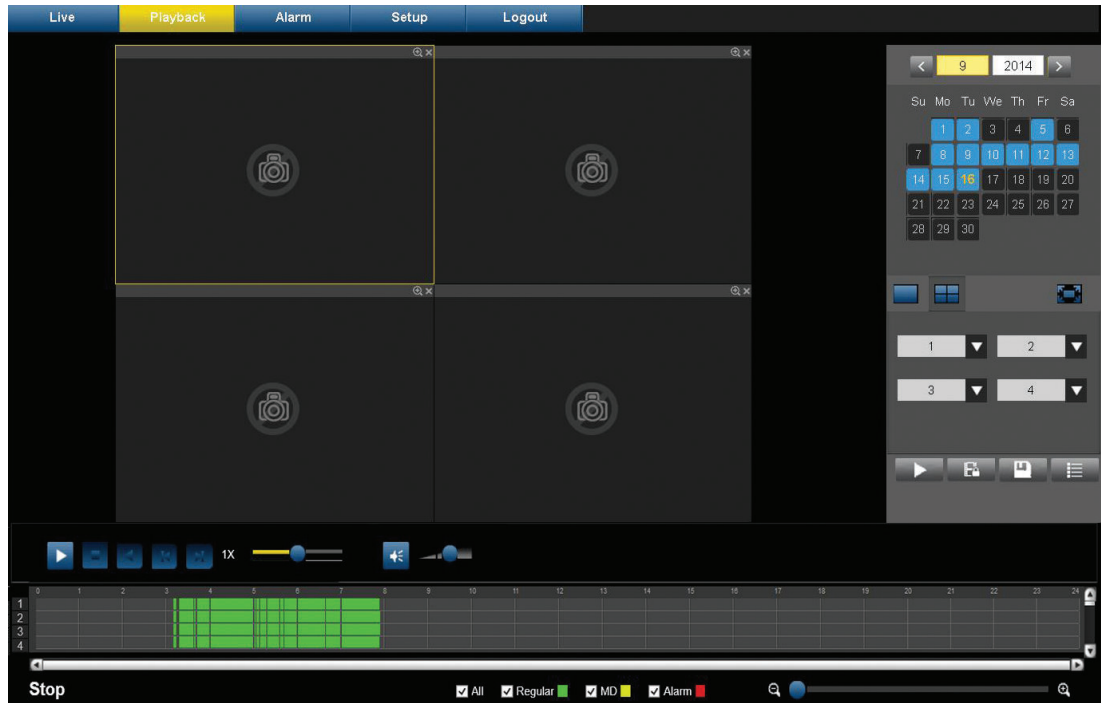 Live Playback Alarm Setup Logout
9 2014
Su Mo Tu We Th Fr Sa
1 2 3 4 5 6
7 8 9 10 11 12 13
14 15 16 17 18 19 20
21 22 23 24 25 26 27
28 29 30
1 2
3 4
1X
0 1 2 3 4 5 6 7 8 9 10 11 12 13 14 15 16 17 18 19 20 21 22 23 24
1
2
3
4
Stop All Regular MD Alarm